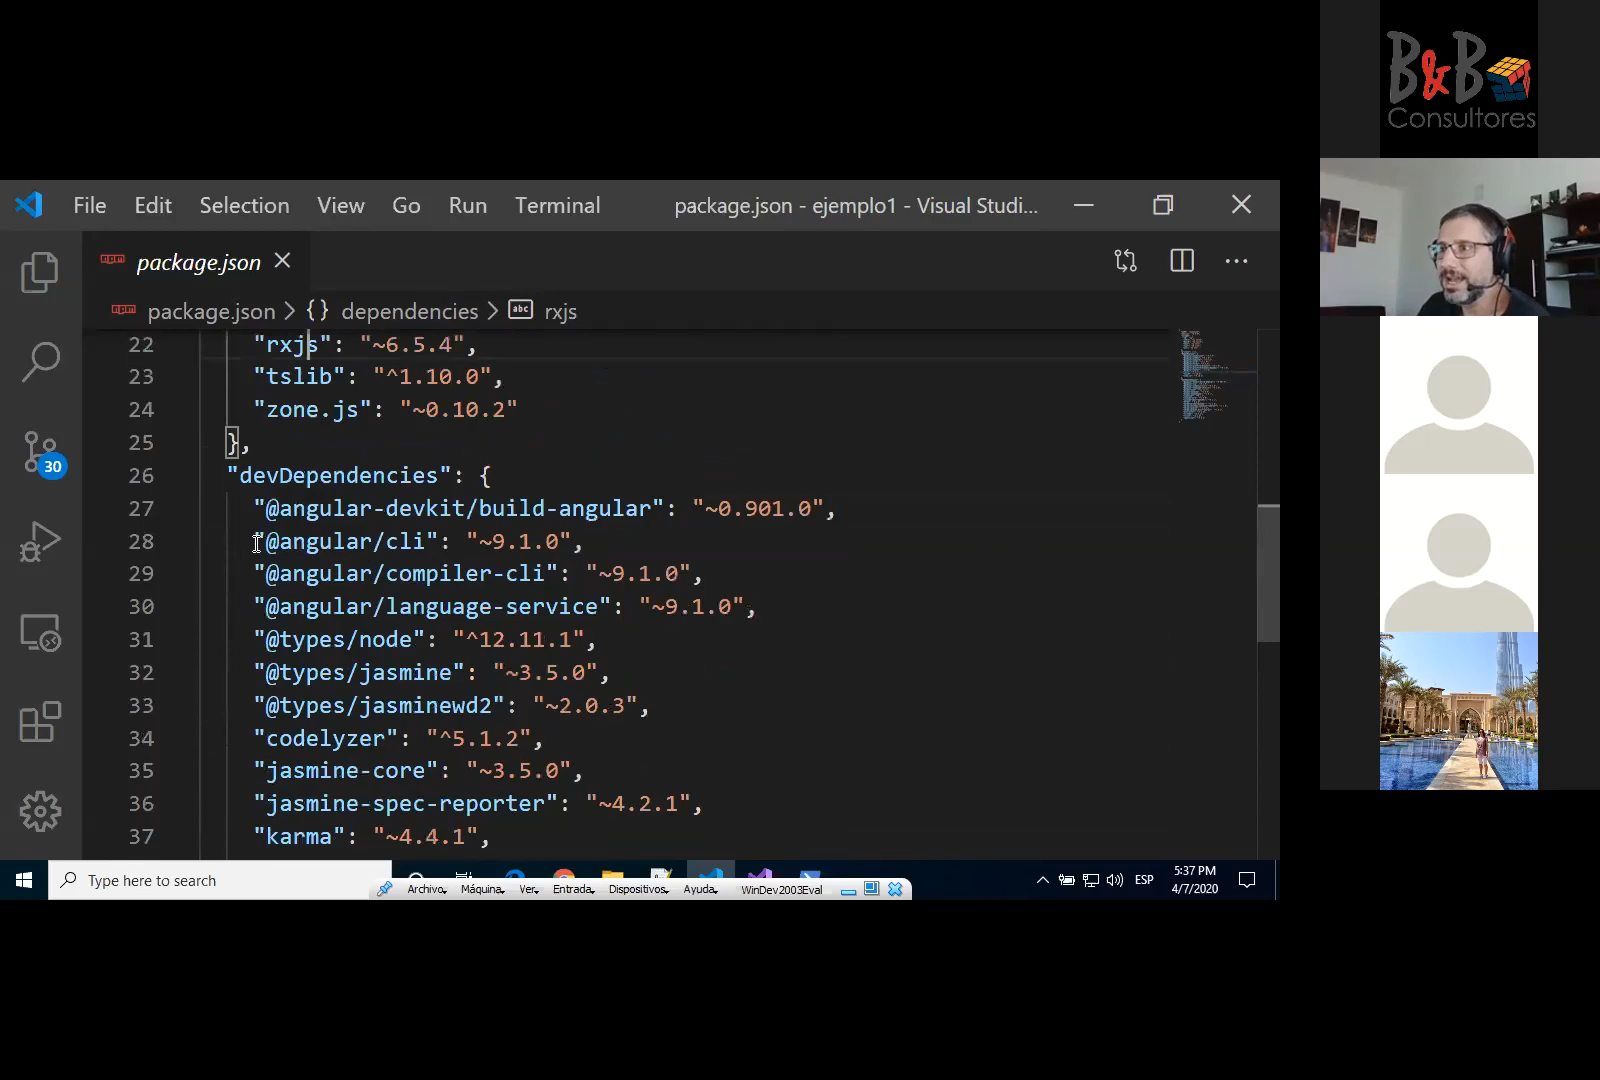 B&B
Consultores
File Edit Selection View Go Run Terminal package.json - ejemplo1 - Visual Studi...
package.json
package.json > {} dependencies > abc rxjs
22 "rxjs": "~6.5.4",
23 "tslib": "^1.10.0",
24 "zone.js": "~0.10.2"
25 },
26 "devDependencies": {
27 "@angular-devkit/build-angular": "~0.901.0",
28 "@angular/cli": "~9.1.0",
29 "@angular/compiler-cli": "~9.1.0",
30 "@angular/language-service": "~9.1.0",
31 "@types/node": "^12.11.1",
32 "@types/jasmine": "~3.5.0",
33 "@types/jasminewd2": "~2.0.3",
34 "codelyzer": "^5.1.2",
35 "jasmine-core": "~3.5.0",
36 "jasmine-spec-reporter": "~4.2.1",
37 "karma": "~4.4.1",
30
Type here to search
Archivo Máquina Ver Entrada Dispositivos Ayuda WinDev2003Eval
ESP
5:37 PM
4/7/2020